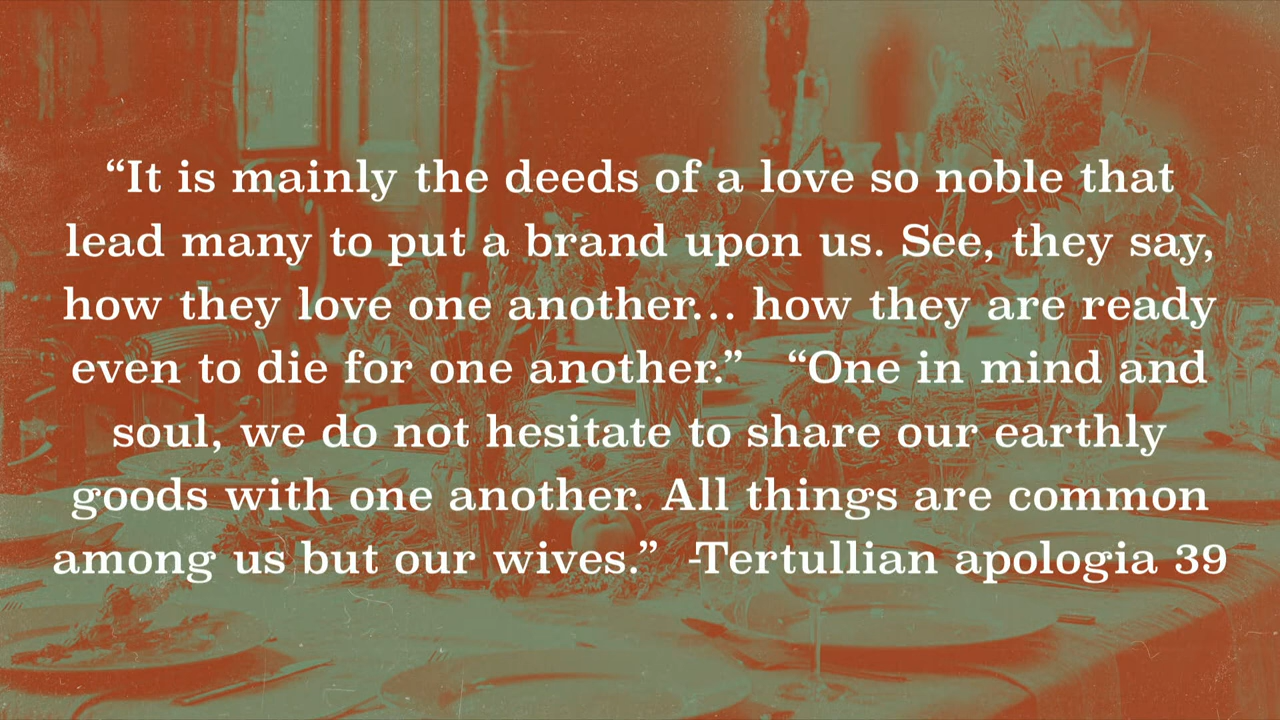 “It is mainly the deeds of a love so noble that
lead many to put a brand upon us. See, they say,
how they love one another… how they are ready
even to die for one another.” “One in mind and
soul, we do not hesitate to share our earthly
goods with one another. All things are common
among us but our wives.” -Tertullian apologia 39